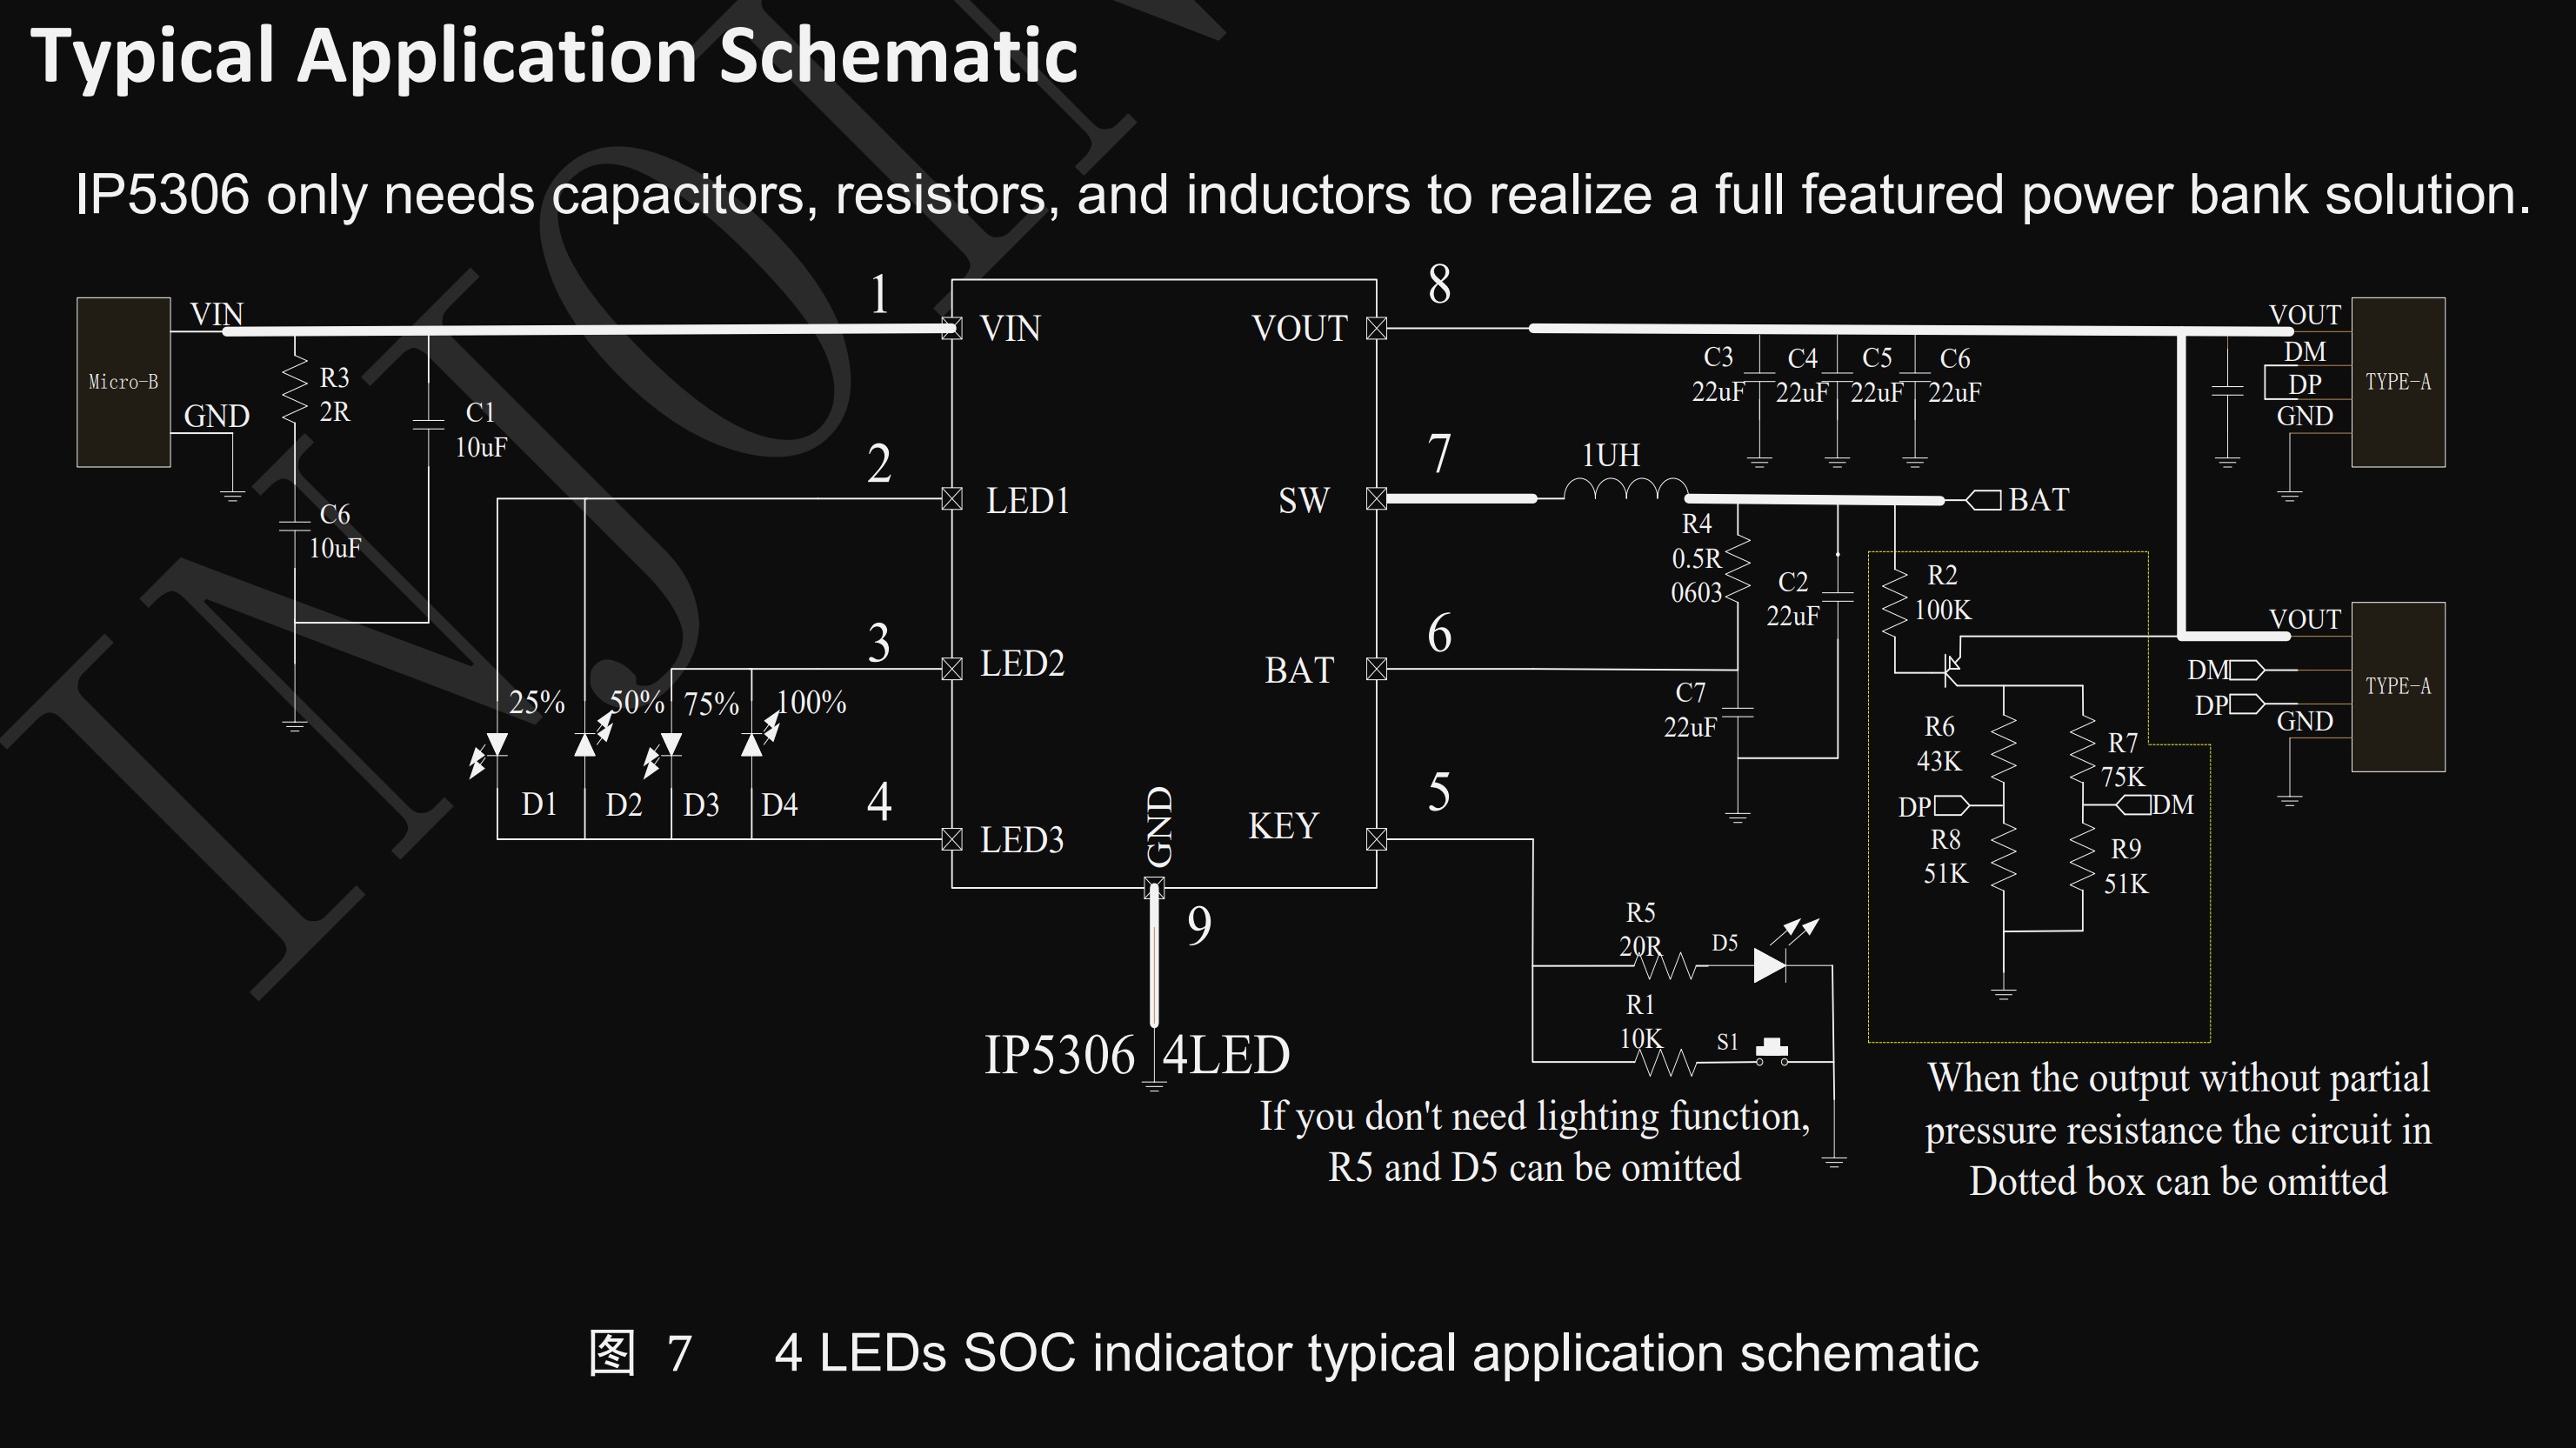 Typical Application Schematic
IP5306 only needs capacitors, resistors, and inductors to realize a full featured power bank solution.
INJOIN
Micro-B
VIN
GND
R3
2R
C1
10uF
C6
10uF
1
2
3
4
VIN
LED1
LED2
LED3
25%
50%
75%
100%
D1
D2
D3
D4
GND
9
IP5306 4LED
VOUT
SW
BAT
KEY
8
7
6
5
C3
22uF
C4
22uF
C5
22uF
C6
22uF
1UH
BAT
R4
0.5R
0603
C2
22uF
C7
22uF
R2
100K
R6
43K
R7
75K
DP
DM
R8
51K
R9
51K
VOUT
DM
DP
GND
TYPE-A
VOUT
DM
DP
GND
TYPE-A
R5
20R
D5
R1
10K
S1
If you don't need lighting function,
R5 and D5 can be omitted
When the output without partial
pressure resistance the circuit in
Dotted box can be omitted
图 7 4 LEDs SOC indicator typical application schematic